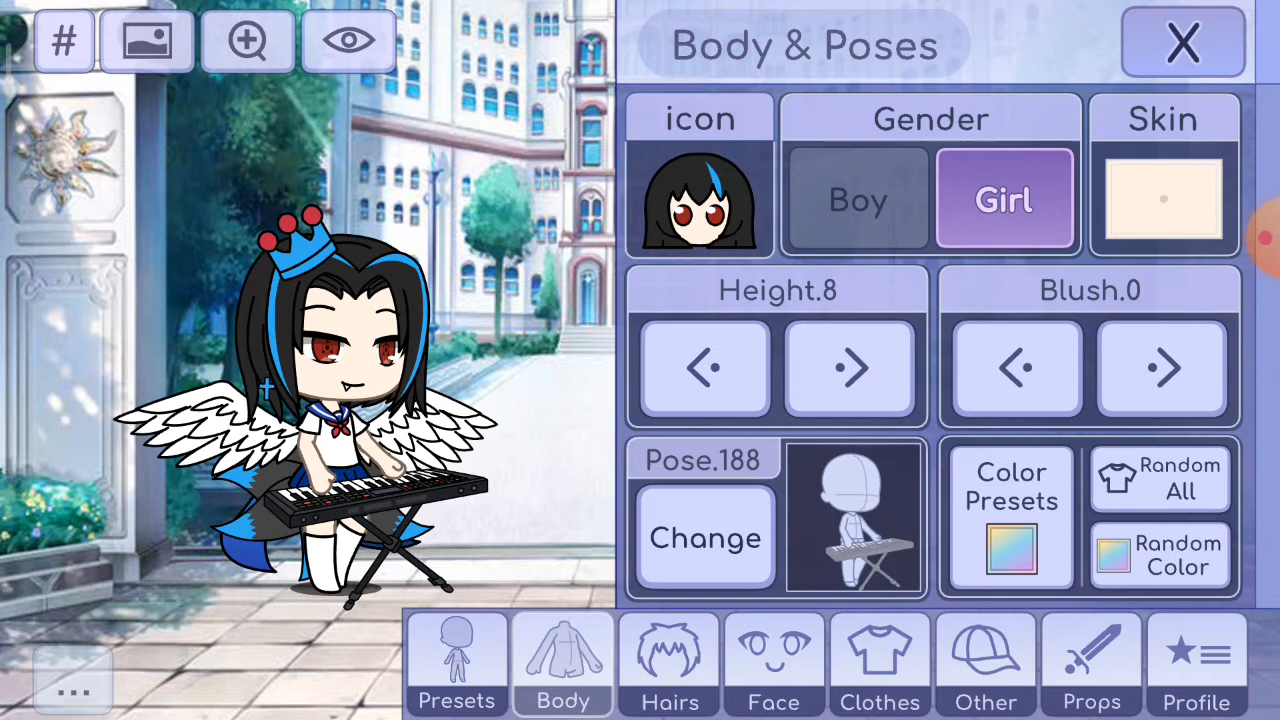 #
Body & Poses
X
icon
Gender
Skin
Boy
Girl
Height.8
Blush.0
Pose.188
Change
Color
Presets
Random
All
Random
Color
...
Presets
Body
Hairs
Face
Clothes
Other
Props
Profile